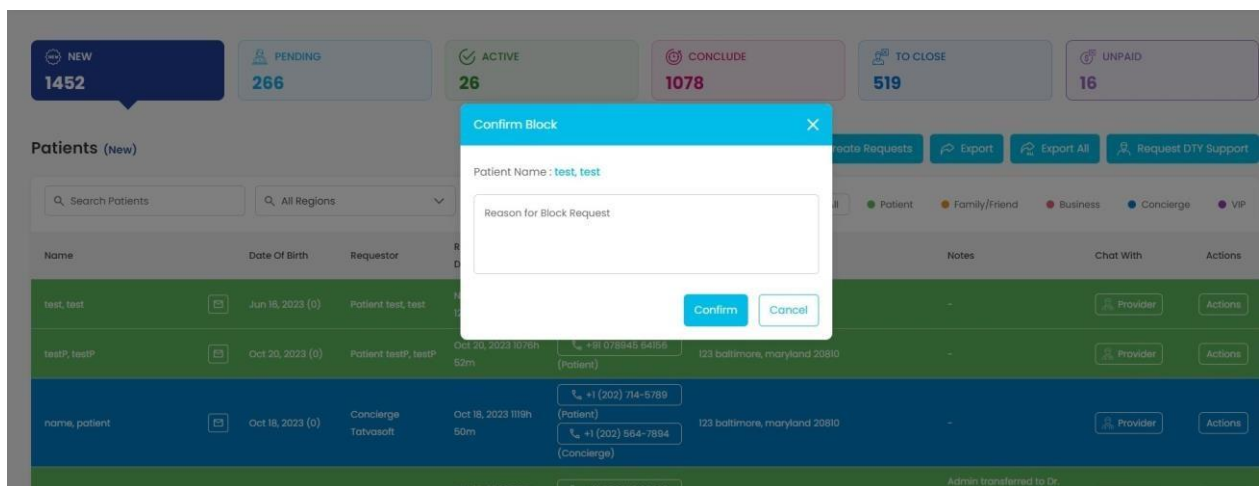 NEW
1452
PENDING
266
ACTIVE
26
CONCLUDE
1078
TO CLOSE
519
UNPAID
16
Patients (New)
reate Requests
Export
Export All
Request DTY Support
Confirm Block
Patient Name : test, test
Reason for Block Request
Confirm
Cancel
Search Patients
All Regions
Patient
Family/Friend
Business
Concierge
VIP
Name
Date Of Birth
Requestor
Notes
Chat With
Actions
test, test
Jun 16, 2023 (0)
Patient test, test
-
Provider
Actions
testP, testP
Oct 20, 2023 (0)
Patient testP, testP
Oct 20, 2023 1076h
52m
+91 078945 64156
(Patient)
123 baltimore, maryland 20810
-
Provider
Actions
name, patient
Oct 18, 2023 (0)
Concierge
Tatvasoft
Oct 18, 2023 1119h
50m
+1 (202) 714-5789
(Patient)
+1 (202) 564-7894
(Concierge)
123 baltimore, maryland 20810
-
Provider
Actions
Admin transferred to Dr.